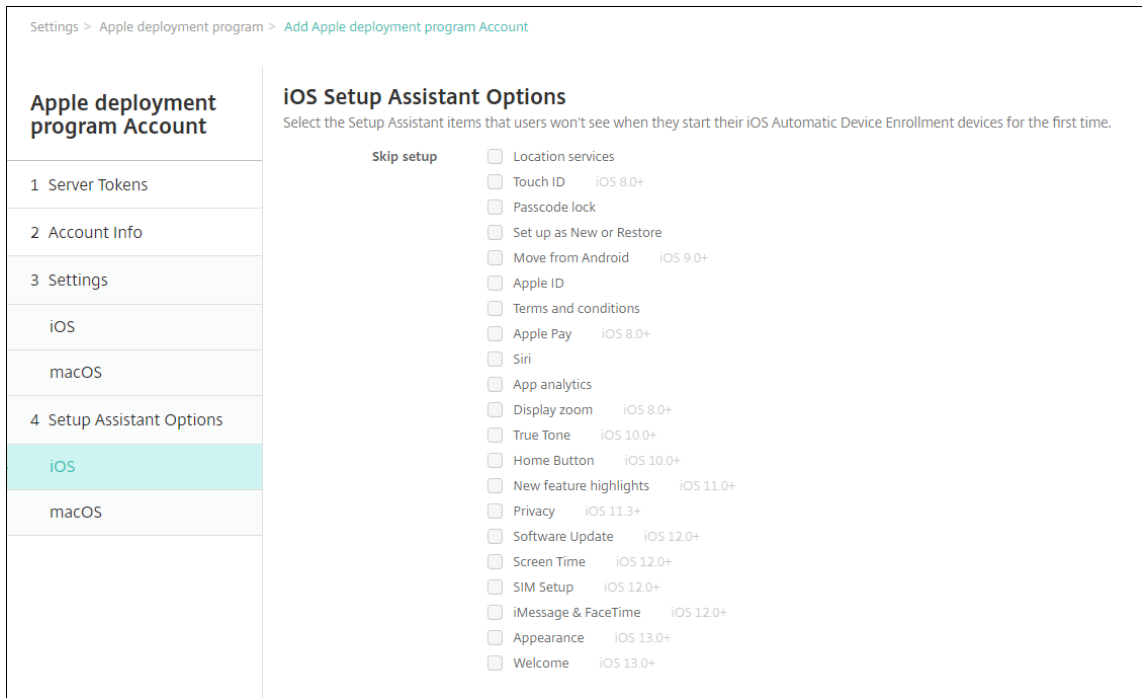 Settings > Apple deployment program > Add Apple deployment program Account
Apple deployment
program Account
1 Server Tokens
2 Account Info
3 Settings
iOS
macOS
4 Setup Assistant Options
iOS
macOS
iOS Setup Assistant Options
Select the Setup Assistant items that users won't see when they start their iOS Automatic Device Enrollment devices for the first time.
Skip setup
Location services
Touch ID iOS 8.0+
Passcode lock
Set up as New or Restore
Move from Android iOS 9.0+
Apple ID
Terms and conditions
Apple Pay iOS 8.0+
Siri
App analytics
Display zoom iOS 8.0+
True Tone iOS 10.0+
Home Button iOS 10.0+
New feature highlights iOS 11.0+
Privacy iOS 11.3+
Software Update iOS 12.0+
Screen Time iOS 12.0+
SIM Setup iOS 12.0+
iMessage & FaceTime iOS 12.0+
Appearance iOS 13.0+
Welcome iOS 13.0+